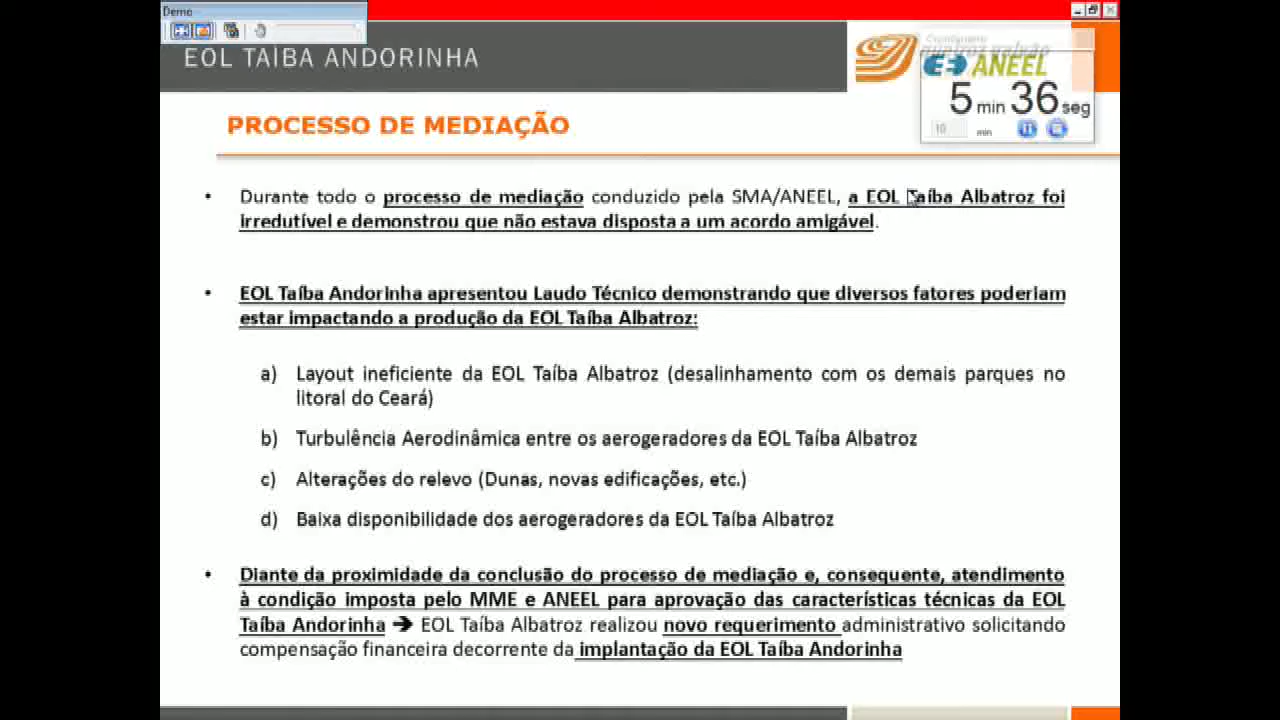 Demo
EOL TAÍBA ANDORINHA
Cronômetro
queiroz galvão
ANEEL
5 min 36 seg
10 min
PROCESSO DE MEDIAÇÃO
• Durante todo o processo de mediação conduzido pela SMA/ANEEL, a EOL Taíba Albatroz foi
irredutível e demonstrou que não estava disposta a um acordo amigável.
• EOL Taíba Andorinha apresentou Laudo Técnico demonstrando que diversos fatores poderiam
estar impactando a produção da EOL Taíba Albatroz:
a) Layout ineficiente da EOL Taíba Albatroz (desalinhamento com os demais parques no
litoral do Ceará)
b) Turbulência Aerodinâmica entre os aerogeradores da EOL Taíba Albatroz
c) Alterações do relevo (Dunas, novas edificações, etc.)
d) Baixa disponibilidade dos aerogeradores da EOL Taíba Albatroz
• Diante da proximidade da conclusão do processo de mediação e, consequente, atendimento
à condição imposta pelo MME e ANEEL para aprovação das características técnicas da EOL
Taíba Andorinha ➔ EOL Taíba Albatroz realizou novo requerimento administrativo solicitando
compensação financeira decorrente da implantação da EOL Taíba Andorinha